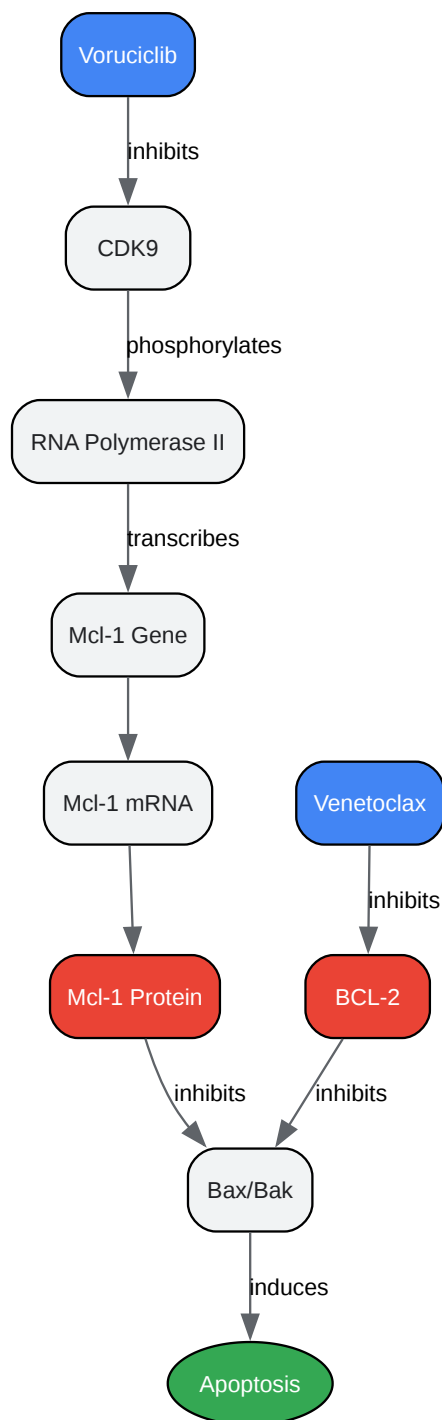 Voruciclib
inhibits
CDK9
phosphorylates
RNA Polymerase II
transcribes
Mcl-1 Gene
Mcl-1 mRNA
Venetoclax
inhibits
Mcl-1 Protein
BCL-2
inhibits
inhibits
Bax/Bak
induces
Apoptosis